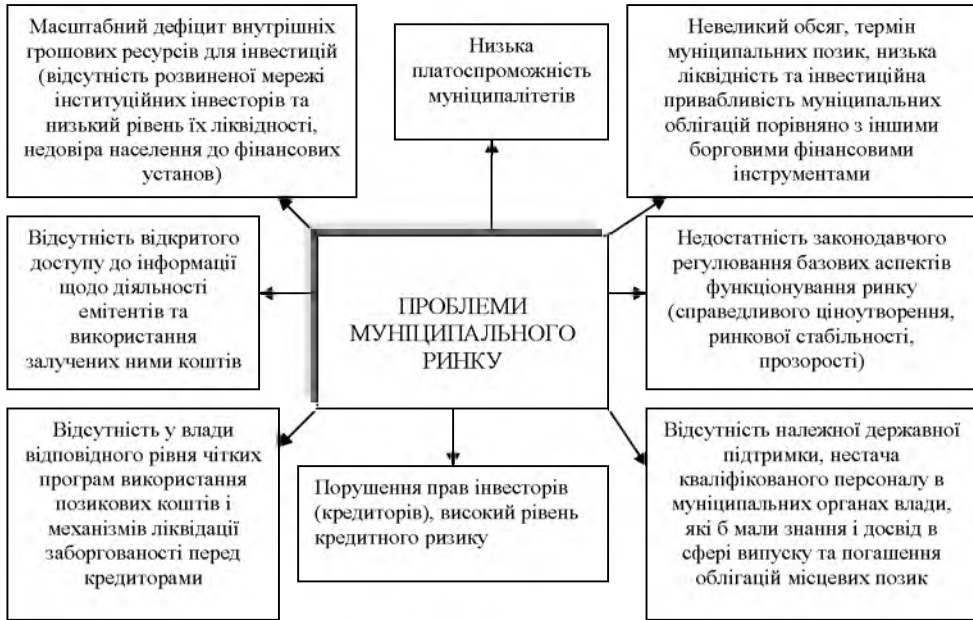 Масштабний дефіцит внутрішніх
грошових ресурсів для інвестицій
(відсутність розвиненої мережі
інституційних інвесторів та
низький рівень їх ліквідності,
недовіра населення до фінансових
установ)
Низька
платоспроможність
муніципалітетів
Невеликий обсяг, термін
муніципальних позик, низька
ліквідність та інвестиційна
привабливість муніципальних
облігацій порівняно з іншими
борговими фінансовими
інструментами
Відсутність відкритого
доступу до інформації
щодо діяльності
емітентів та
використання
залучених ними коштів
ПРОБЛЕМИ
МУНІЦИПАЛЬНОГО
РИНКУ
Недостатність законодавчого
регулювання базових аспектів
функціонування ринку
(справедливого ціноутворення,
ринкової стабільності,
прозорості)
Відсутність у влади
відповідного рівня чітких
програм використання
позикових коштів і
механізмів ліквідації
заборгованості перед
кредиторами
Порушення прав інвесторів
(кредиторів), високий рівень
кредитного ризику
Відсутність належної державної
підтримки, нестача
кваліфікованого персоналу в
муніципальних органах влади,
які б мали знання і досвід в
сфері випуску та погашення
облігацій місцевих позик